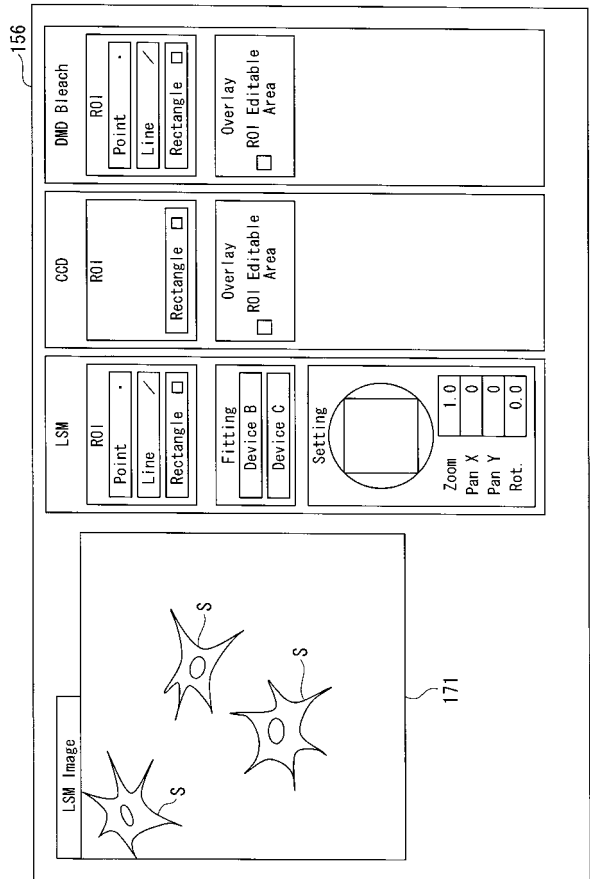 156
LSM Image
S
S
S
171
LSM
ROI
Point
Line
Rectangle
Fitting
Device B
Device C
Setting
Zoom 1.0
Pan X 0
Pan Y 0
Rot. 0.0
CCD
ROI
Rectangle
Overlay
ROI Editable
Area
DMD Bleach
ROI
Point
Line
Rectangle
Overlay
ROI Editable
Area